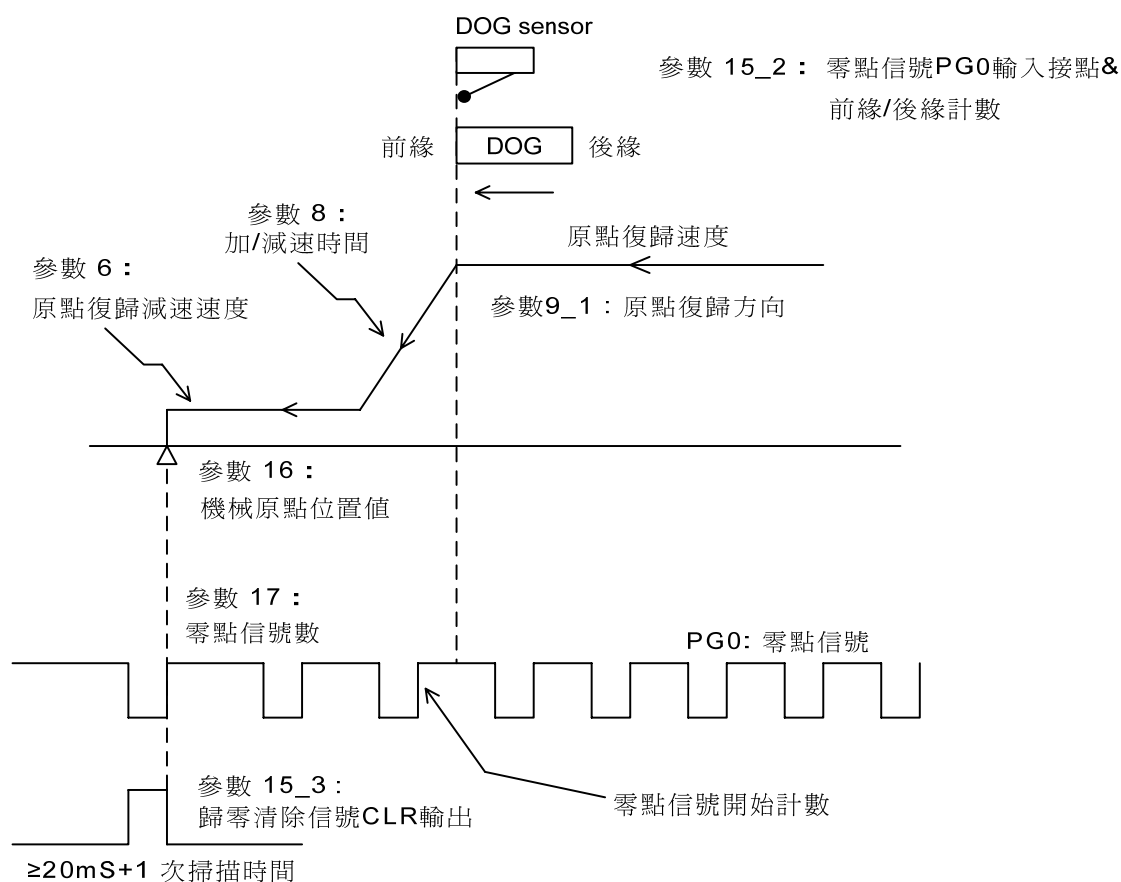 DOG sensor
參數 15_2： 零點信號PG0輸入接點&
前緣/後緣計數
前緣 DOG 後緣
參數 8：
加/減速時間
原點復歸速度
參數 6：
原點復歸減速速度
參數9_1：原點復歸方向
參數 16：
機械原點位置值
參數 17：
零點信號數
PG0: 零點信號
參數 15_3：
歸零清除信號CLR輸出
零點信號開始計數
≥20mS+1 次掃描時間